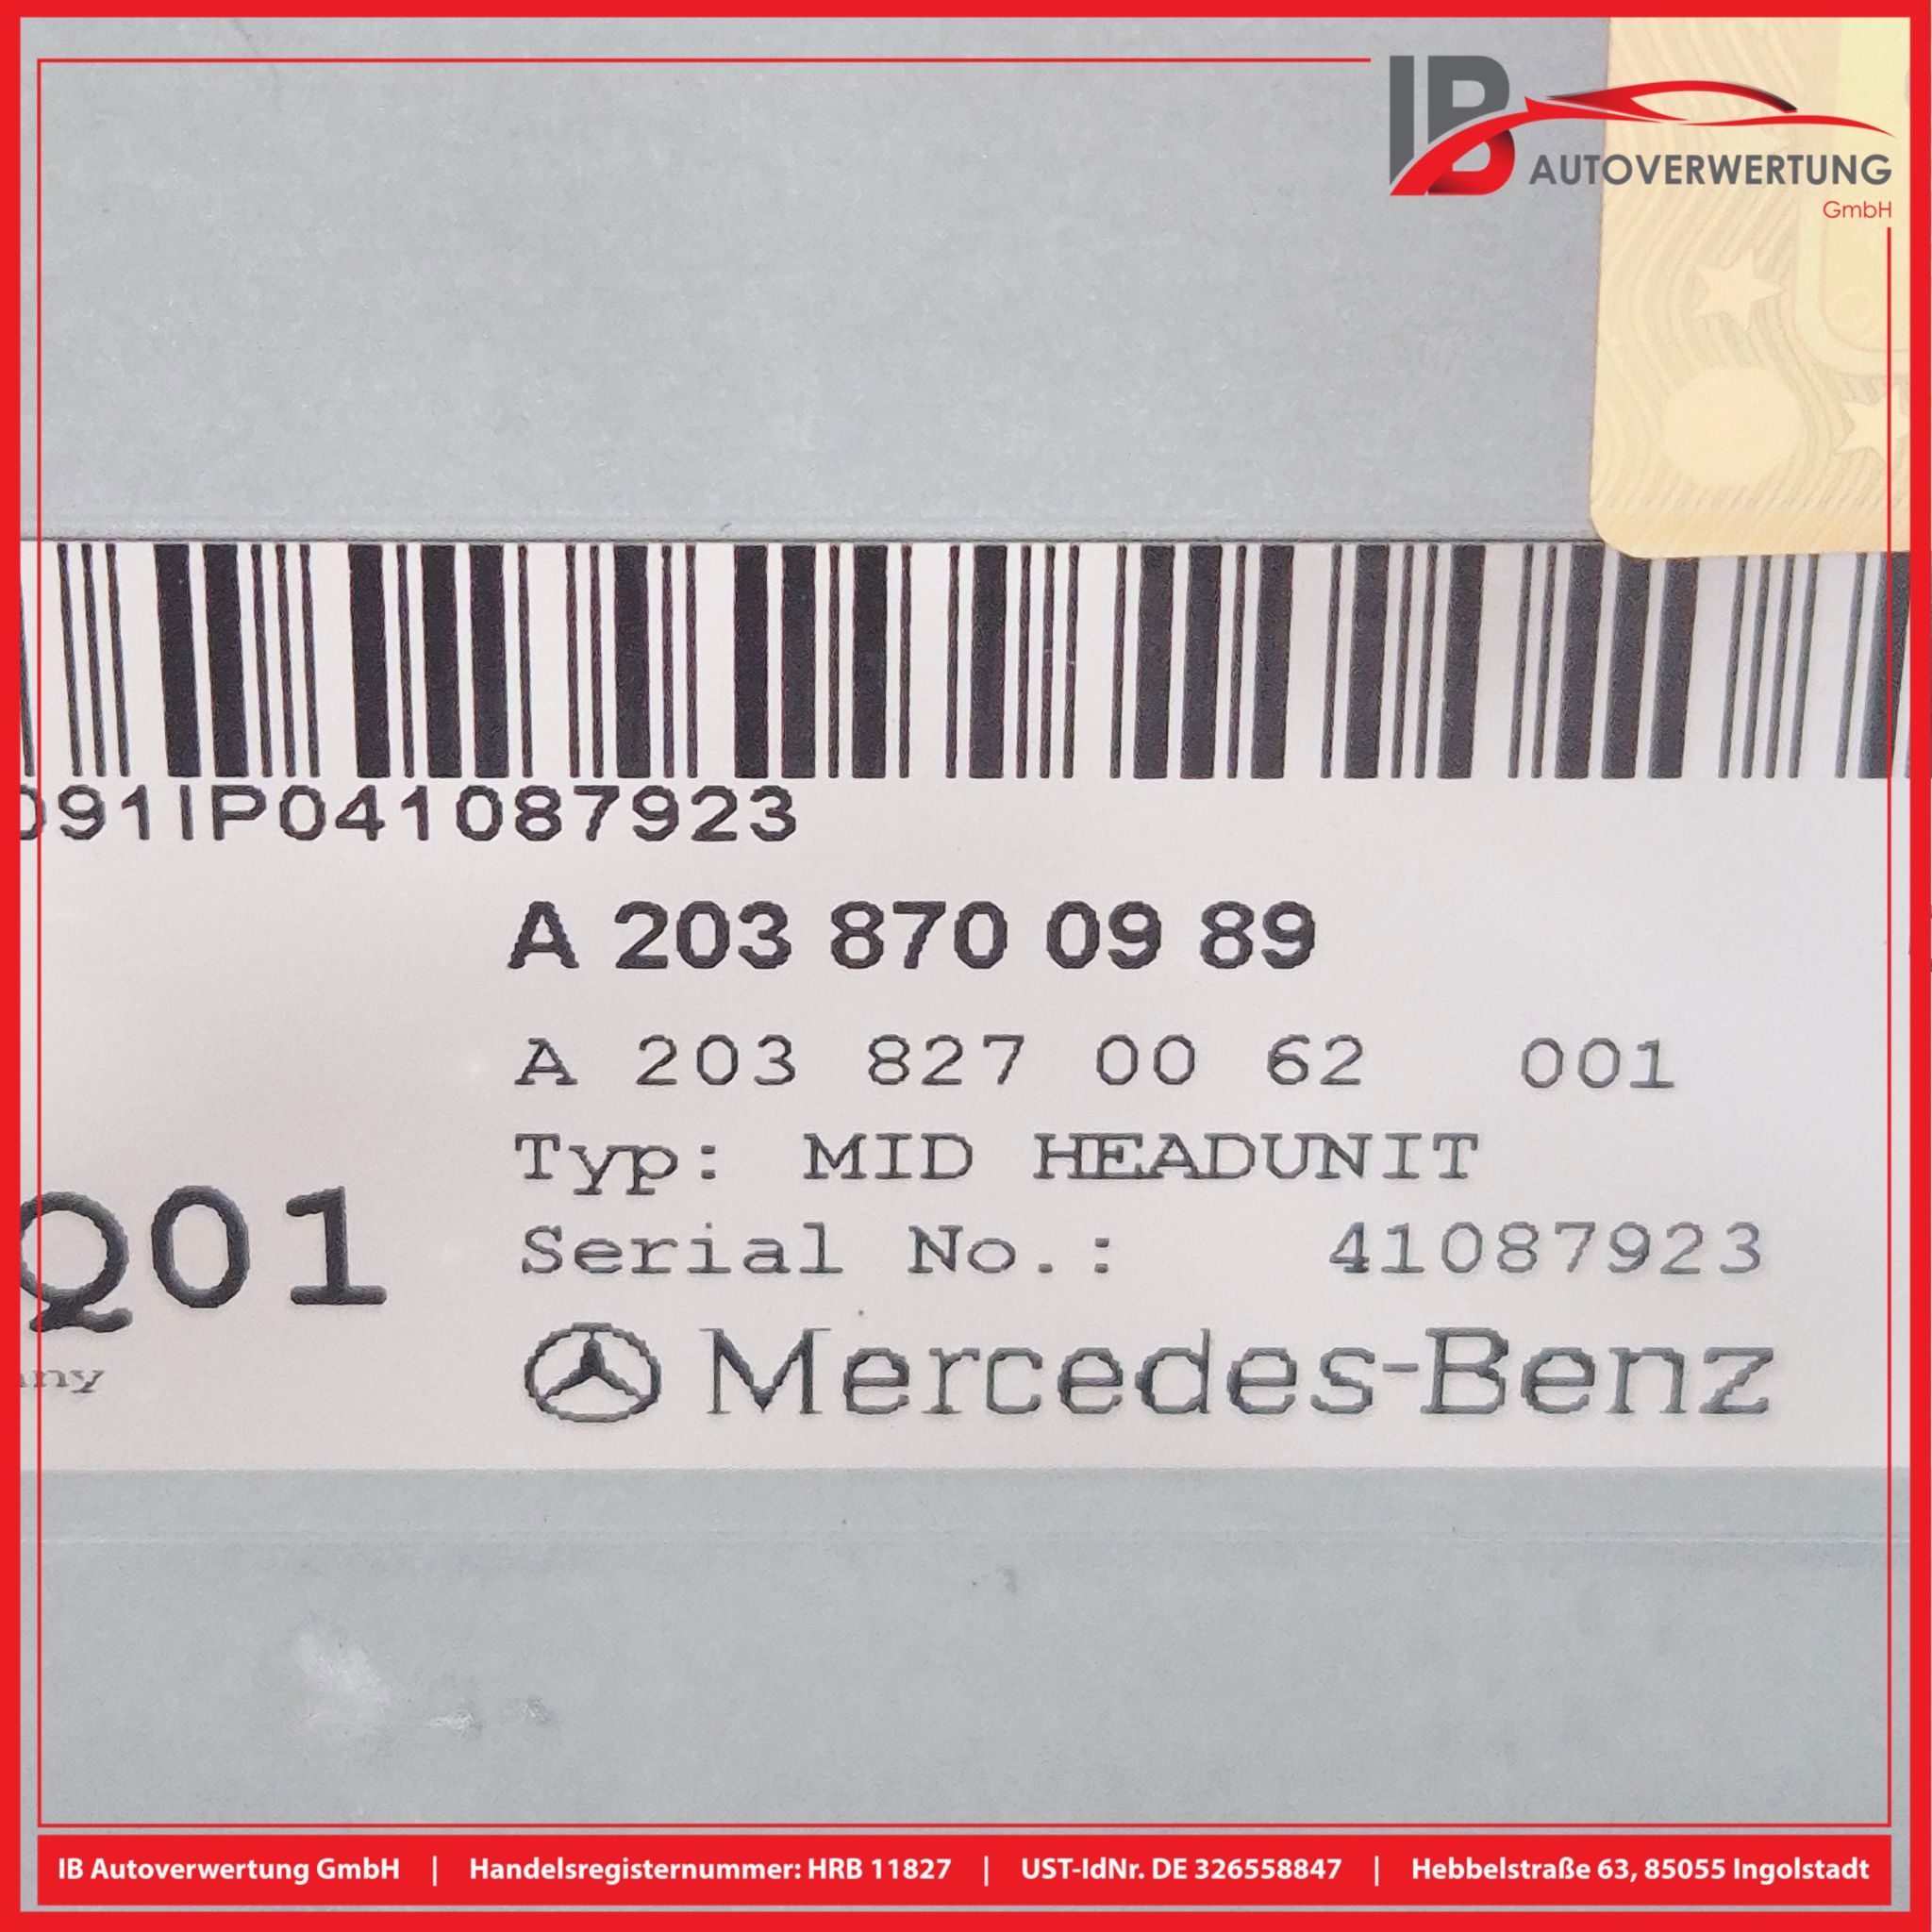 IB
AUTOVERWERTUNG
GmbH
091IP041087923
A 203 870 09 89
A 203 827 00 62 001
Typ: MID HEADUNIT
Q01
Serial No.: 41087923
Mercedes-Benz
IB Autoverwertung GmbH | Handelsregisternummer: HRB 11827 | UST-IdNr. DE 326558847 | Hebbelstraße 63, 85055 Ingolstadt